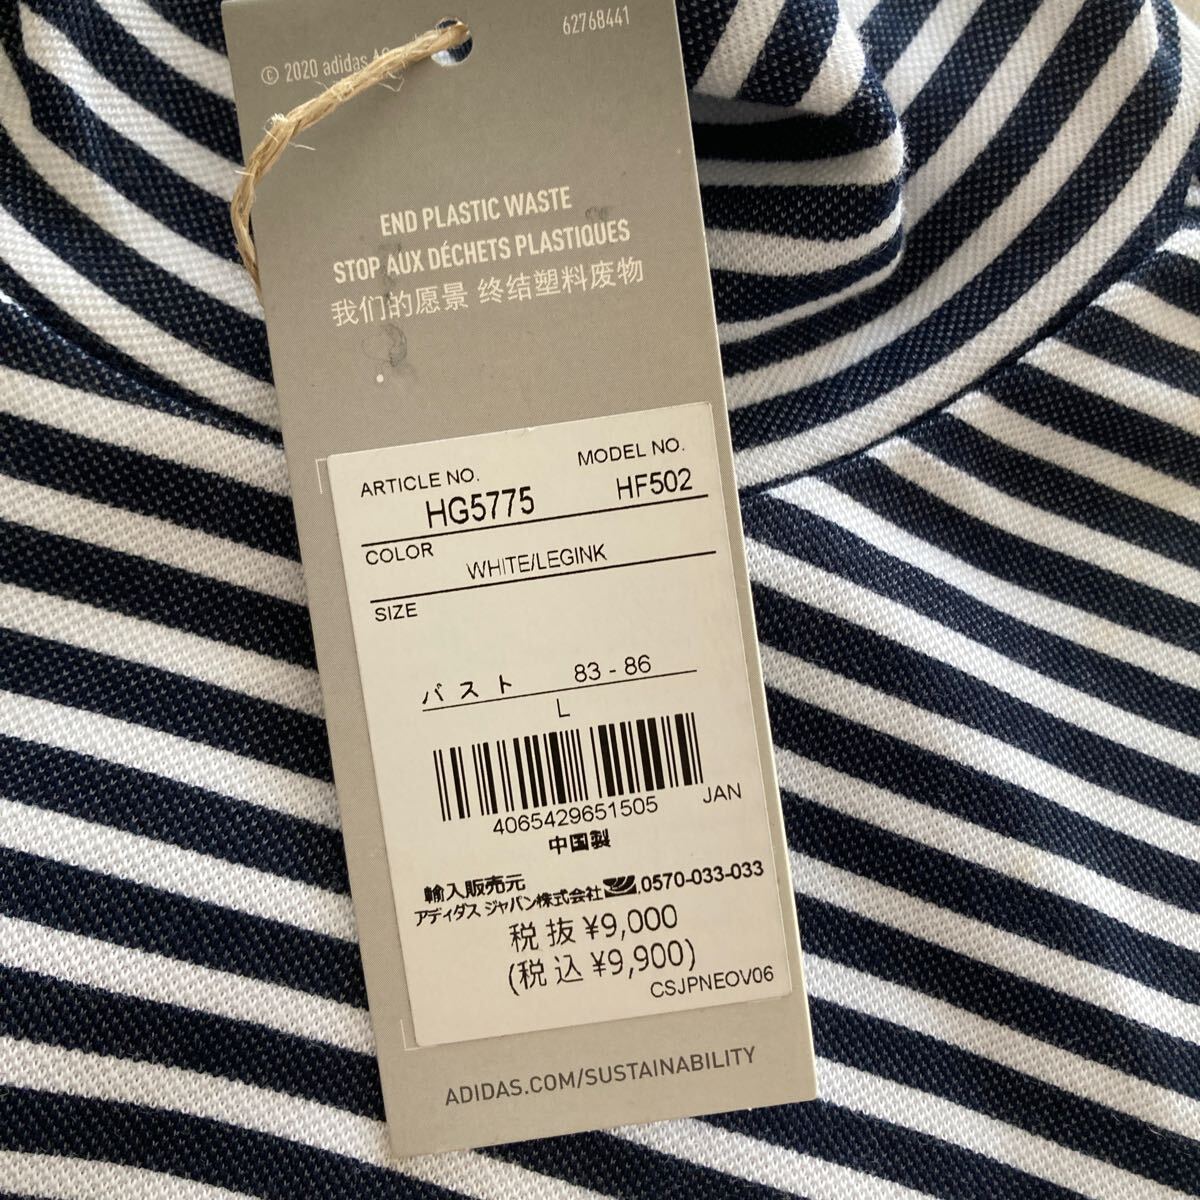 © 2020 adidas
62768441
END PLASTIC WASTE
STOP AUX DÉCHETS PLASTIQUES
我们的愿景 终结塑料废物
ARTICLE NO.
MODEL NO.
HG5775
HF502
COLOR
WHITE/LEGINK
SIZE
バスト 83 - 86
L
4065429651505
JAN
中国製
輸入販売元
アディダス ジャパン株式会社 0570-033-033
税 抜 ¥9,000
(税 込 ¥9,900)
CSJPNEOV06
ADIDAS.COM/SUSTAINABILITY